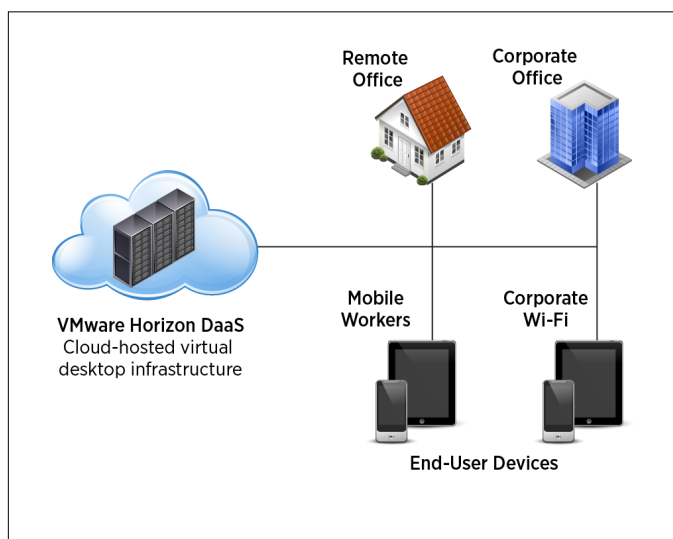 Remote
Office
Corporate
Office
VMware Horizon DaaS
Cloud-hosted virtual
desktop infrastructure
Mobile
Workers
Corporate
Wi-Fi
End-User Devices